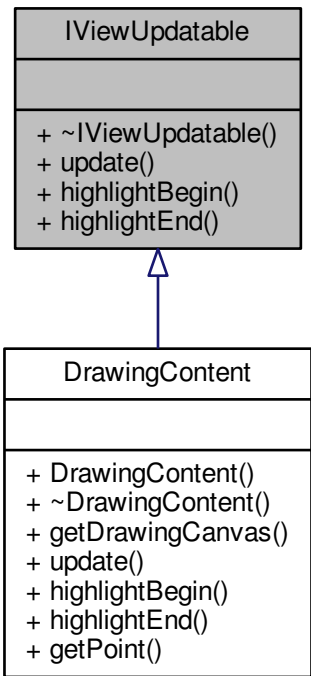 IViewUpdatable
+ ~IViewUpdatable()
+ update()
+ highlightBegin()
+ highlightEnd()
DrawingContent
+ DrawingContent()
+ ~DrawingContent()
+ getDrawingCanvas()
+ update()
+ highlightBegin()
+ highlightEnd()
+ getPoint()